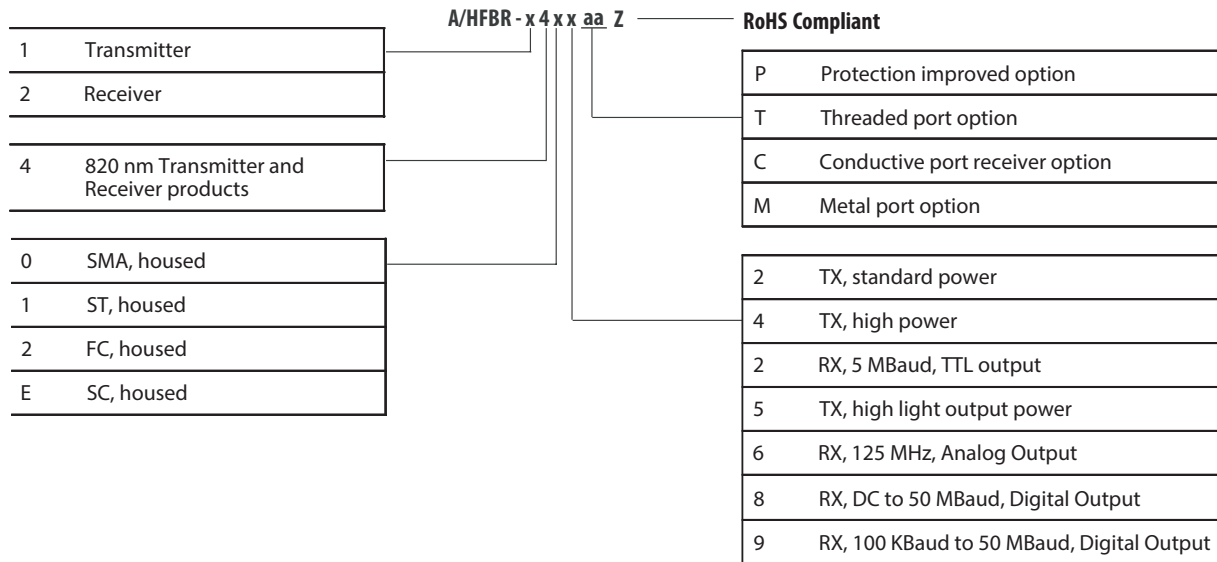 A/HFBR - x 4 x x aa Z
RoHS Compliant
1 Transmitter
2 Receiver
4 820 nm Transmitter and
Receiver products
0 SMA, housed
1 ST, housed
2 FC, housed
E SC, housed
P Protection improved option
T Threaded port option
C Conductive port receiver option
M Metal port option
2 TX, standard power
4 TX, high power
2 RX, 5 MBaud, TTL output
5 TX, high light output power
6 RX, 125 MHz, Analog Output
8 RX, DC to 50 MBaud, Digital Output
9 RX, 100 KBaud to 50 MBaud, Digital Output